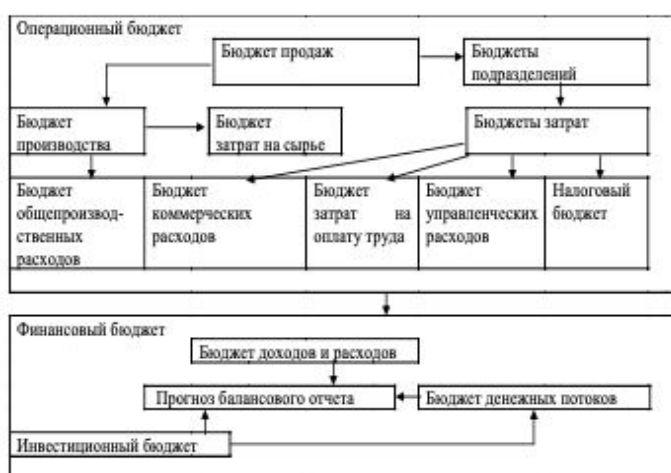 Операционный бюджет
Бюджет продаж
Бюджеты
подразделений
Бюджет
производства
Бюджет
затрат на сырье
Бюджеты затрат
Бюджет
общепроизвод-
ственных
расходов
Бюджет
коммерческих
расходов
Бюджет
затрат на
оплату труда
Бюджет
управленческих
расходов
Налоговый
бюджет
Финансовый бюджет
Бюджет доходов и расходов
Прогноз балансового отчета
Бюджет денежных потоков
Инвестиционный бюджет